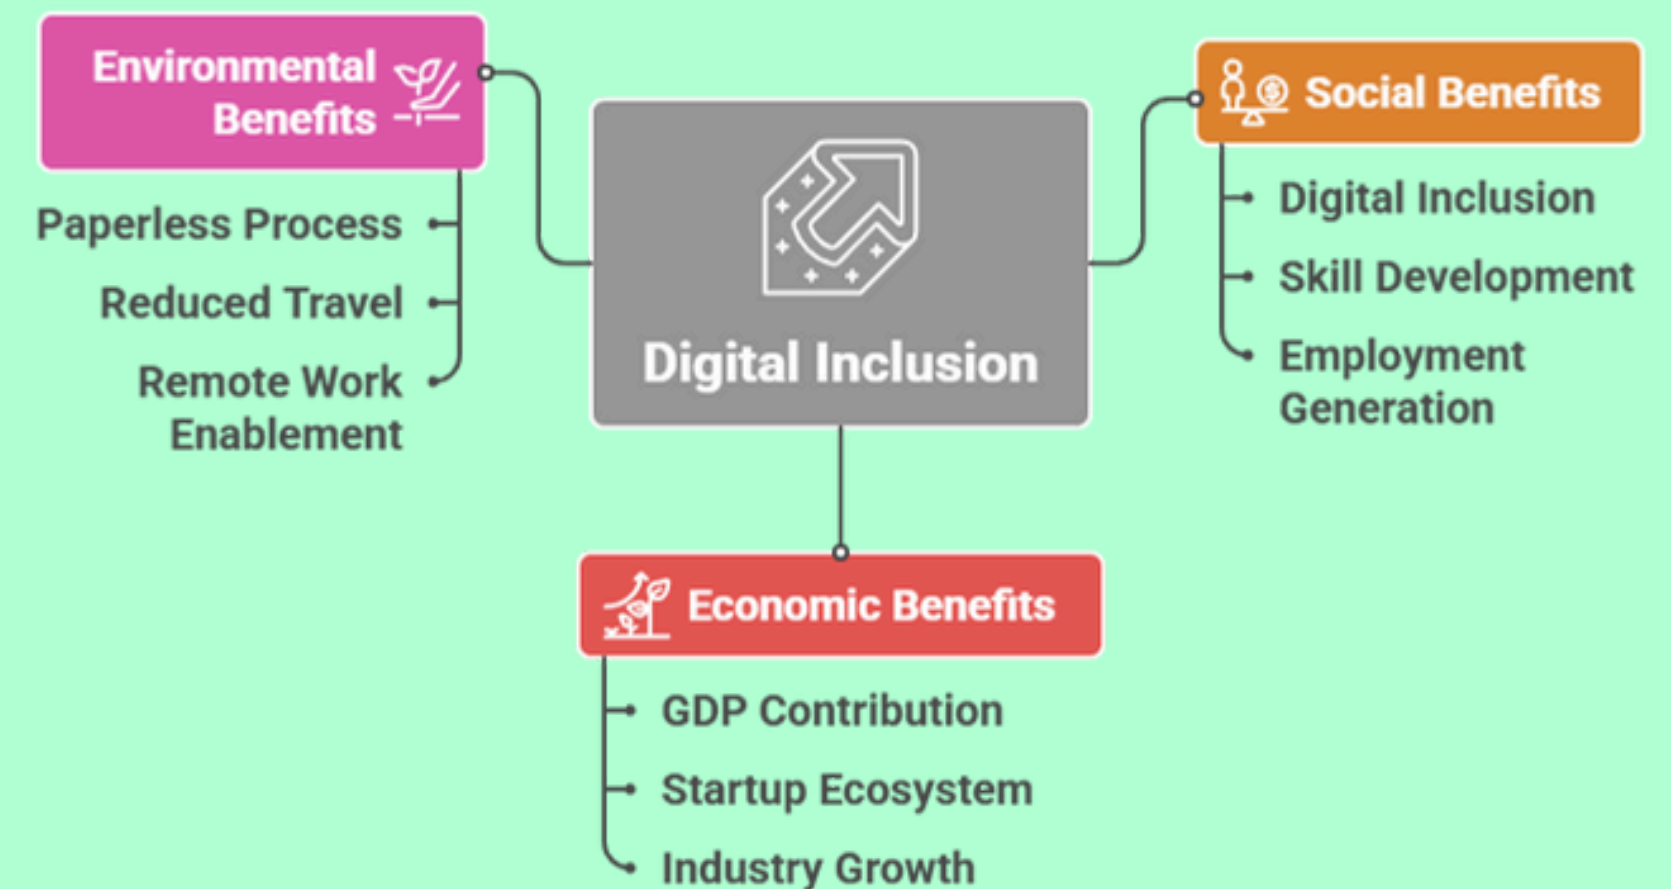 Environmental
Benefits
Paperless Process
Reduced Travel
Remote Work
Enablement
Digital Inclusion
Social Benefits
Digital Inclusion
Skill Development
Employment
Generation
Economic Benefits
GDP Contribution
Startup Ecosystem
Industry Growth